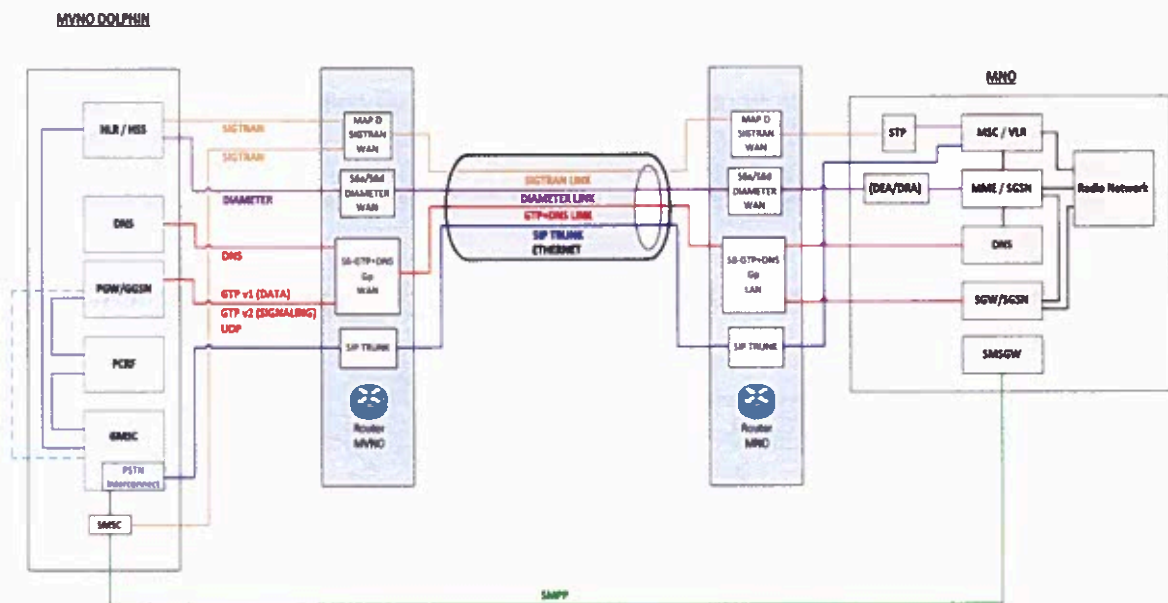 MVNO DOLPHIN
MNO
HLR / HSS
SIGTRAN
SIGTRAN
DIAMETER
DNS
DNS
PGW/GGSN
GTP v1 (DATA)
GTP v2 (SIGNALING)
UDP
PCRF
GMSC
PSTN
Interconnect
SMSC
MAP D
SIGTRAN
WAN
S6a/S6d
DIAMETER
WAN
S8-GTP+DNS
Gp
WAN
SIP TRUNK
Router
MVNO
SIGTRAN LINK
DIAMETER LINK
GTP+DNS LINK
SIP TRUNK
ETHERNET
MAP D
SIGTRAN
WAN
S6a/S6d
DIAMETER
WAN
S8-GTP+DNS
Gp
LAN
SIP TRUNK
Router
MNO
STP
MSC / VLR
(DEA/DRA)
MME / SGSN
Radio Network
DNS
SGW/SGSN
SMSGW
SMPP